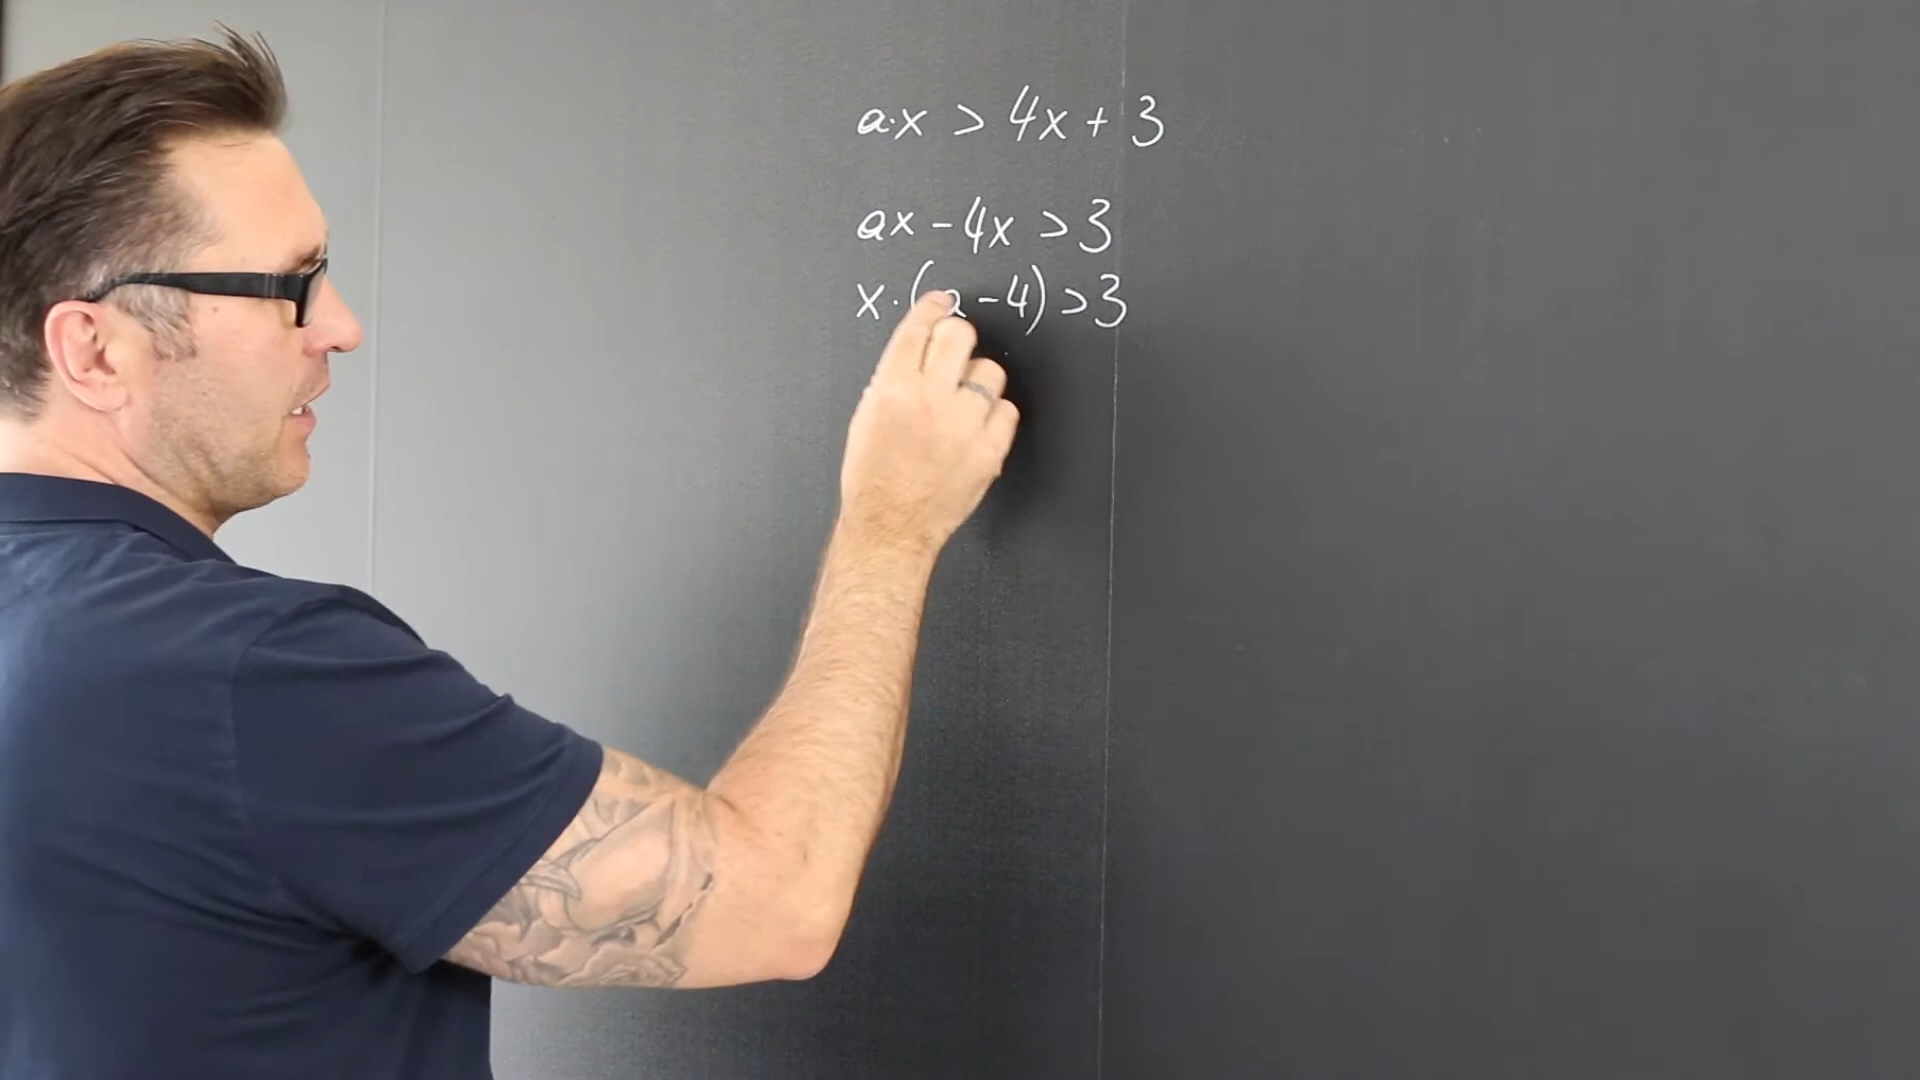 a·x > 4x + 3
ax - 4x > 3
x·(a-4) > 3